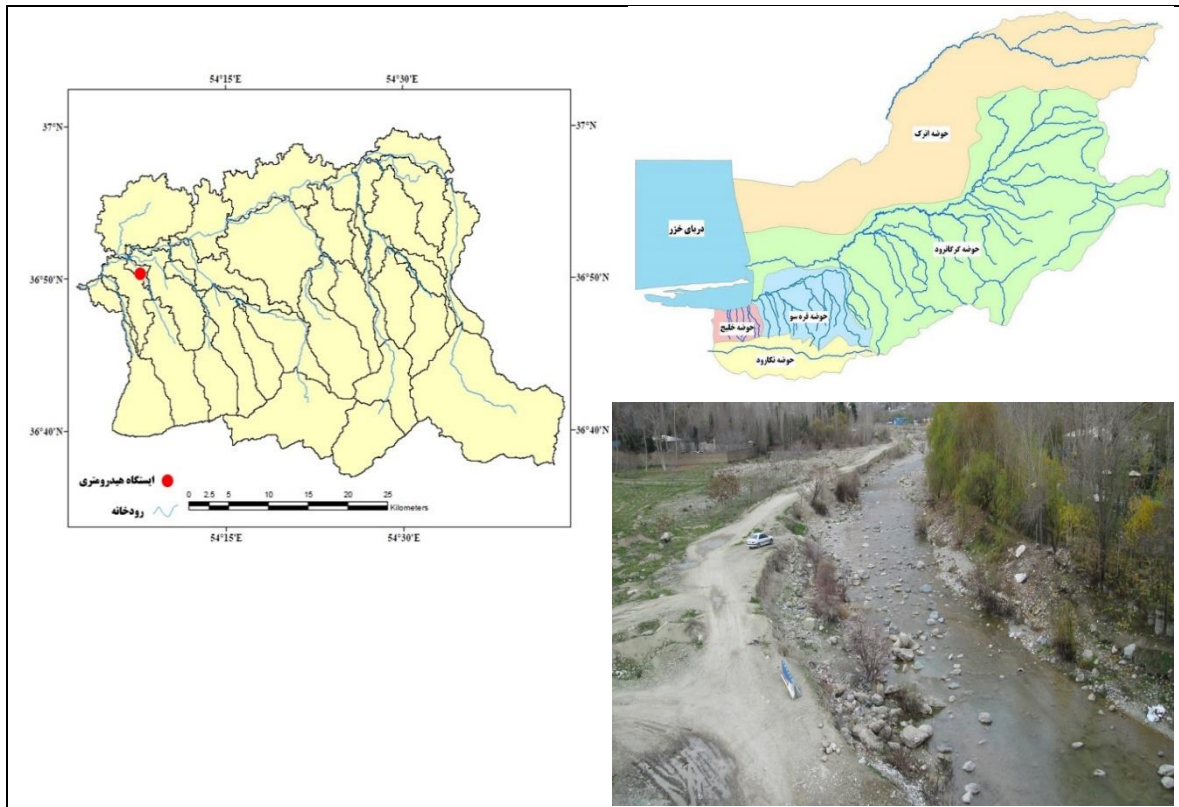 54°15'E
54°30'E
37°N
37°N
36°50'N
36°50'N
36°40'N
36°40'N
ایستگاه هیدرومتری
رودخانه
0 2.5 5 10 15 20 25
Kilometers
54°15'E
54°30'E
حوضه اترک
دریای خزر
حوضه گرگانرود
حوضه قره سو
حوضه خلیج
حوضه نکارود